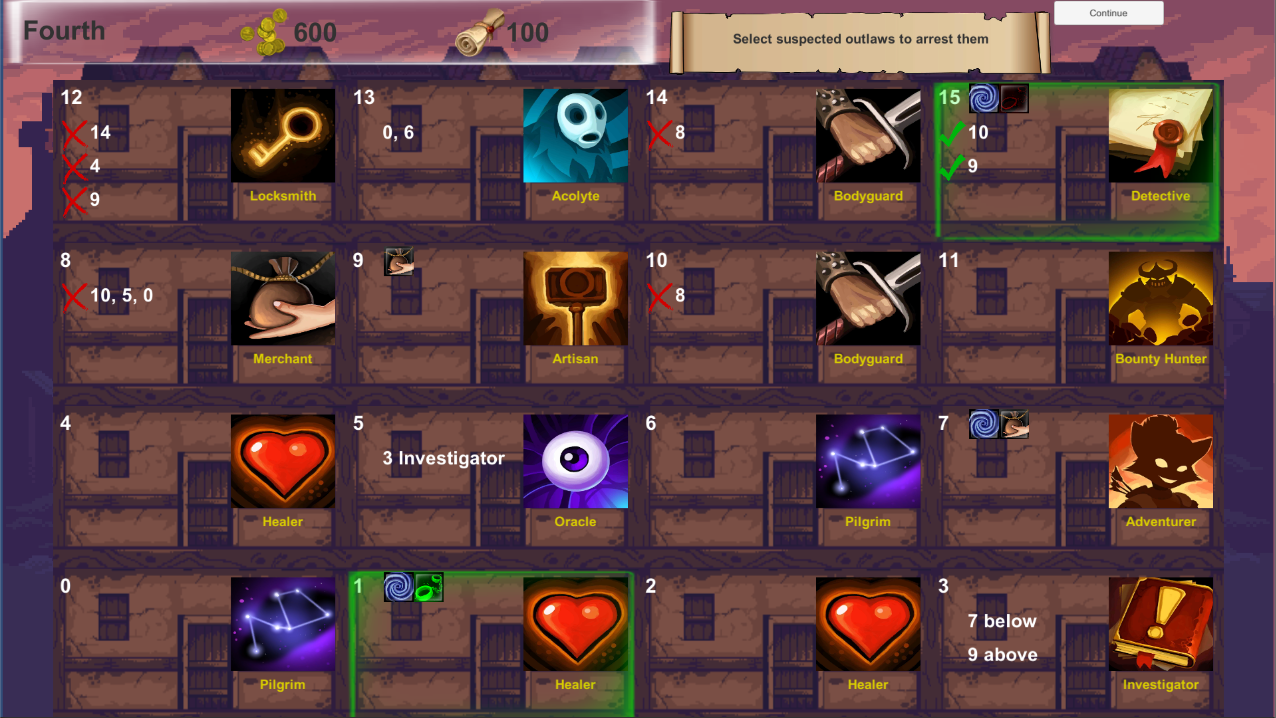 Fourth
600
100
Select suspected outlaws to arrest them
Continue
12
14
4
9
Locksmith
13
0, 6
Acolyte
14
8
Bodyguard
15
10
9
Detective
8
10, 5, 0
Merchant
9
Artisan
10
8
Bodyguard
11
Bounty Hunter
4
Healer
5
3 Investigator
Oracle
6
Pilgrim
7
Adventurer
0
Pilgrim
1
Healer
2
Healer
3
7 below
9 above
Investigator